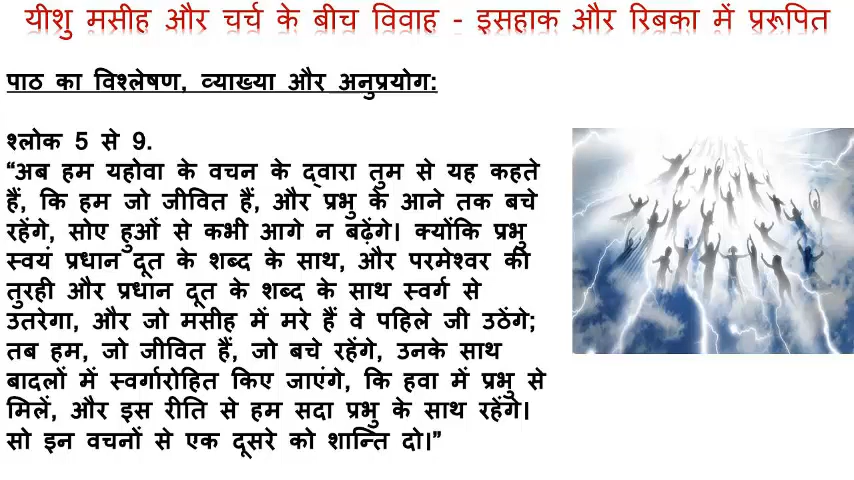 यीशु मसीह और चर्च के बीच विवाह - इसहाक और रिबका में प्ररूपित
पाठ का विश्लेषण, व्याख्या और अनुप्रयोग:
श्लोक 5 से 9.
“अब हम यहोवा के वचन के द्वारा तुम से यह कहते
हैं, कि हम जो जीवित हैं, और प्रभु के आने तक बचे
रहेंगे, सोए हुओं से कभी आगे न बढ़ेंगे। क्योंकि प्रभु
स्वयं प्रधान दूत के शब्द के साथ, और परमेश्वर की
तुरही और प्रधान दूत के शब्द के साथ स्वर्ग से
उतरेगा, और जो मसीह में मरे हैं वे पहिले जी उठेंगे;
तब हम, जो जीवित हैं, जो बचे रहेंगे, उनके साथ
बादलों में स्वर्गारोहित किए जाएंगे, कि हवा में प्रभु से
मिलें, और इस रीति से हम सदा प्रभु के साथ रहेंगे।
सो इन वचनों से एक दूसरे को शान्ति दो।”